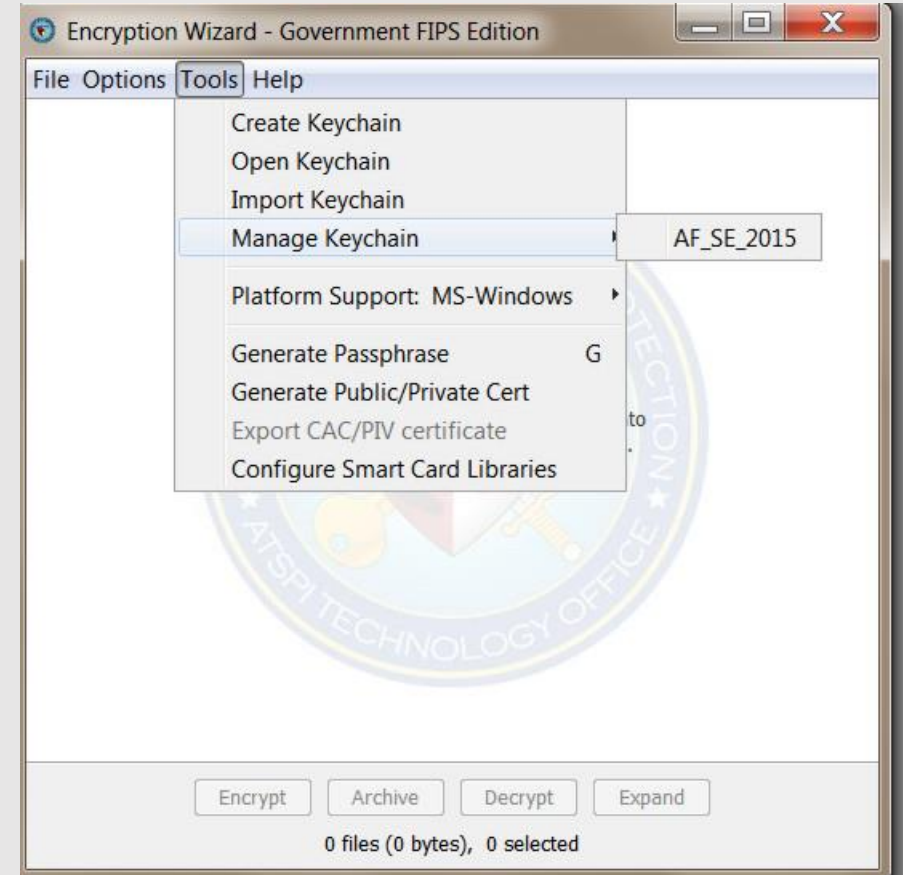 Encryption Wizard - Government FIPS Edition
File Options Tools Help
Create Keychain
Open Keychain
Import Keychain
Manage Keychain
AF_SE_2015
Platform Support: MS-Windows
Generate Passphrase G
Generate Public/Private Cert
to
Export CAC/PIV certificate
.
Configure Smart Card Libraries
ATSPI TECHNOLOGY OFFICE
Encrypt Archive Decrypt Expand
0 files (0 bytes), 0 selected